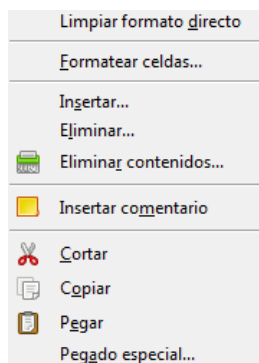 Limpiar formato directo
Formatear celdas...
Insertar...
Eliminar...
Eliminar contenidos...
Insertar comentario
Cortar
Copiar
Pegar
Pegado especial...